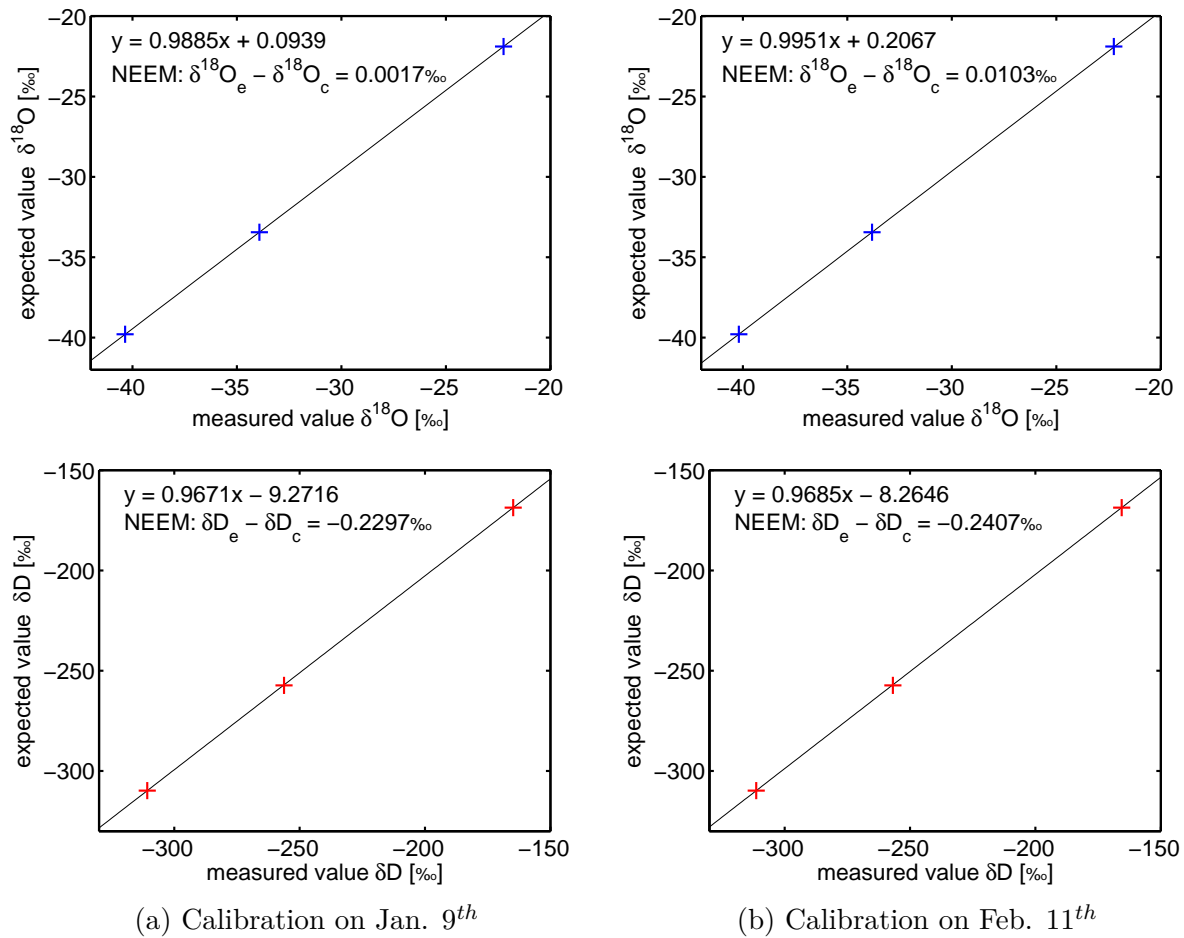 y = 0.9885x + 0.0939
NEEM: δ¹⁸Oₑ − δ¹⁸O_c = 0.0017‰
−20
−25
−30
−35
−40
expected value δ¹⁸O [‰]
−40 −35 −30 −25 −20
measured value δ¹⁸O [‰]
y = 0.9951x + 0.2067
NEEM: δ¹⁸Oₑ − δ¹⁸O_c = 0.0103‰
−20
−25
−30
−35
−40
expected value δ¹⁸O [‰]
−40 −35 −30 −25 −20
measured value δ¹⁸O [‰]
y = 0.9671x − 9.2716
NEEM: δDₑ − δD_c = −0.2297‰
−150
−200
−250
−300
expected value δD [‰]
−300 −250 −200 −150
measured value δD [‰]
y = 0.9685x − 8.2646
NEEM: δDₑ − δD_c = −0.2407‰
−150
−200
−250
−300
expected value δD [‰]
−300 −250 −200 −150
measured value δD [‰]
(a) Calibration on Jan. 9ᵗʰ
(b) Calibration on Feb. 11ᵗʰ